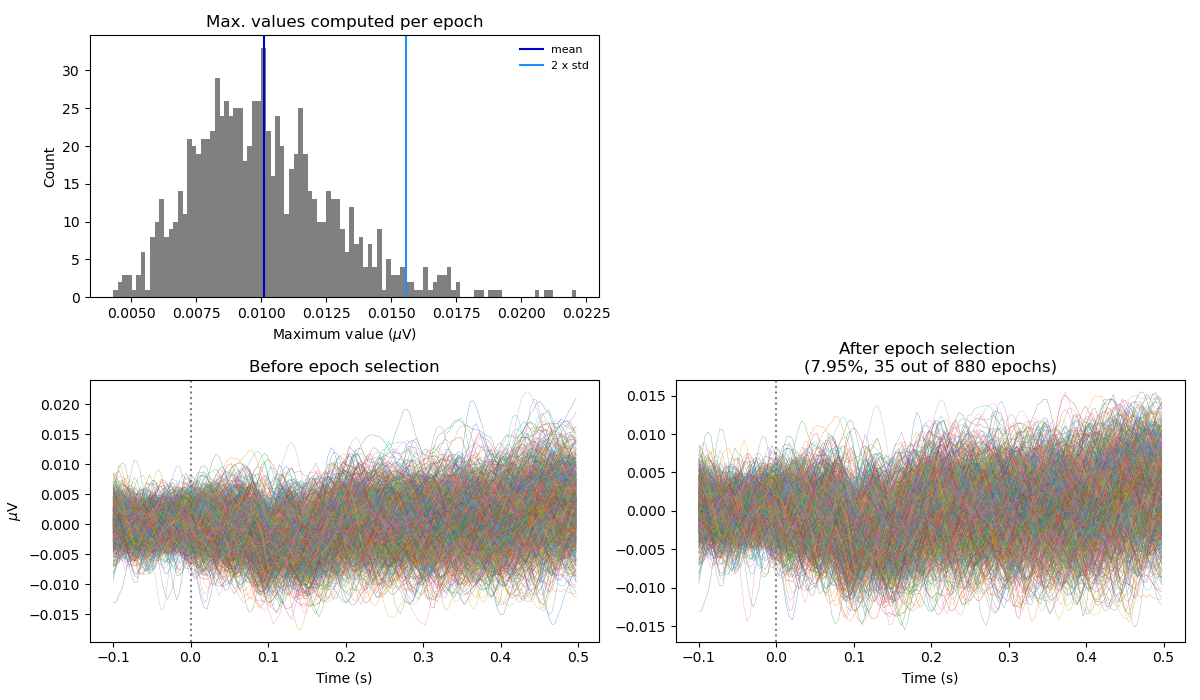 Max. values computed per epoch
mean
2 x std
30
25
20
15
10
5
0
Count
0.0050 0.0075 0.0100 0.0125 0.0150 0.0175 0.0200 0.0225
Maximum value (μV)
Before epoch selection
0.020
0.015
0.010
0.005
0.000
−0.005
−0.010
−0.015
μV
−0.1 0.0 0.1 0.2 0.3 0.4 0.5
Time (s)
After epoch selection
(7.95%, 35 out of 880 epochs)
0.015
0.010
0.005
0.000
−0.005
−0.010
−0.015
−0.1 0.0 0.1 0.2 0.3 0.4 0.5
Time (s)